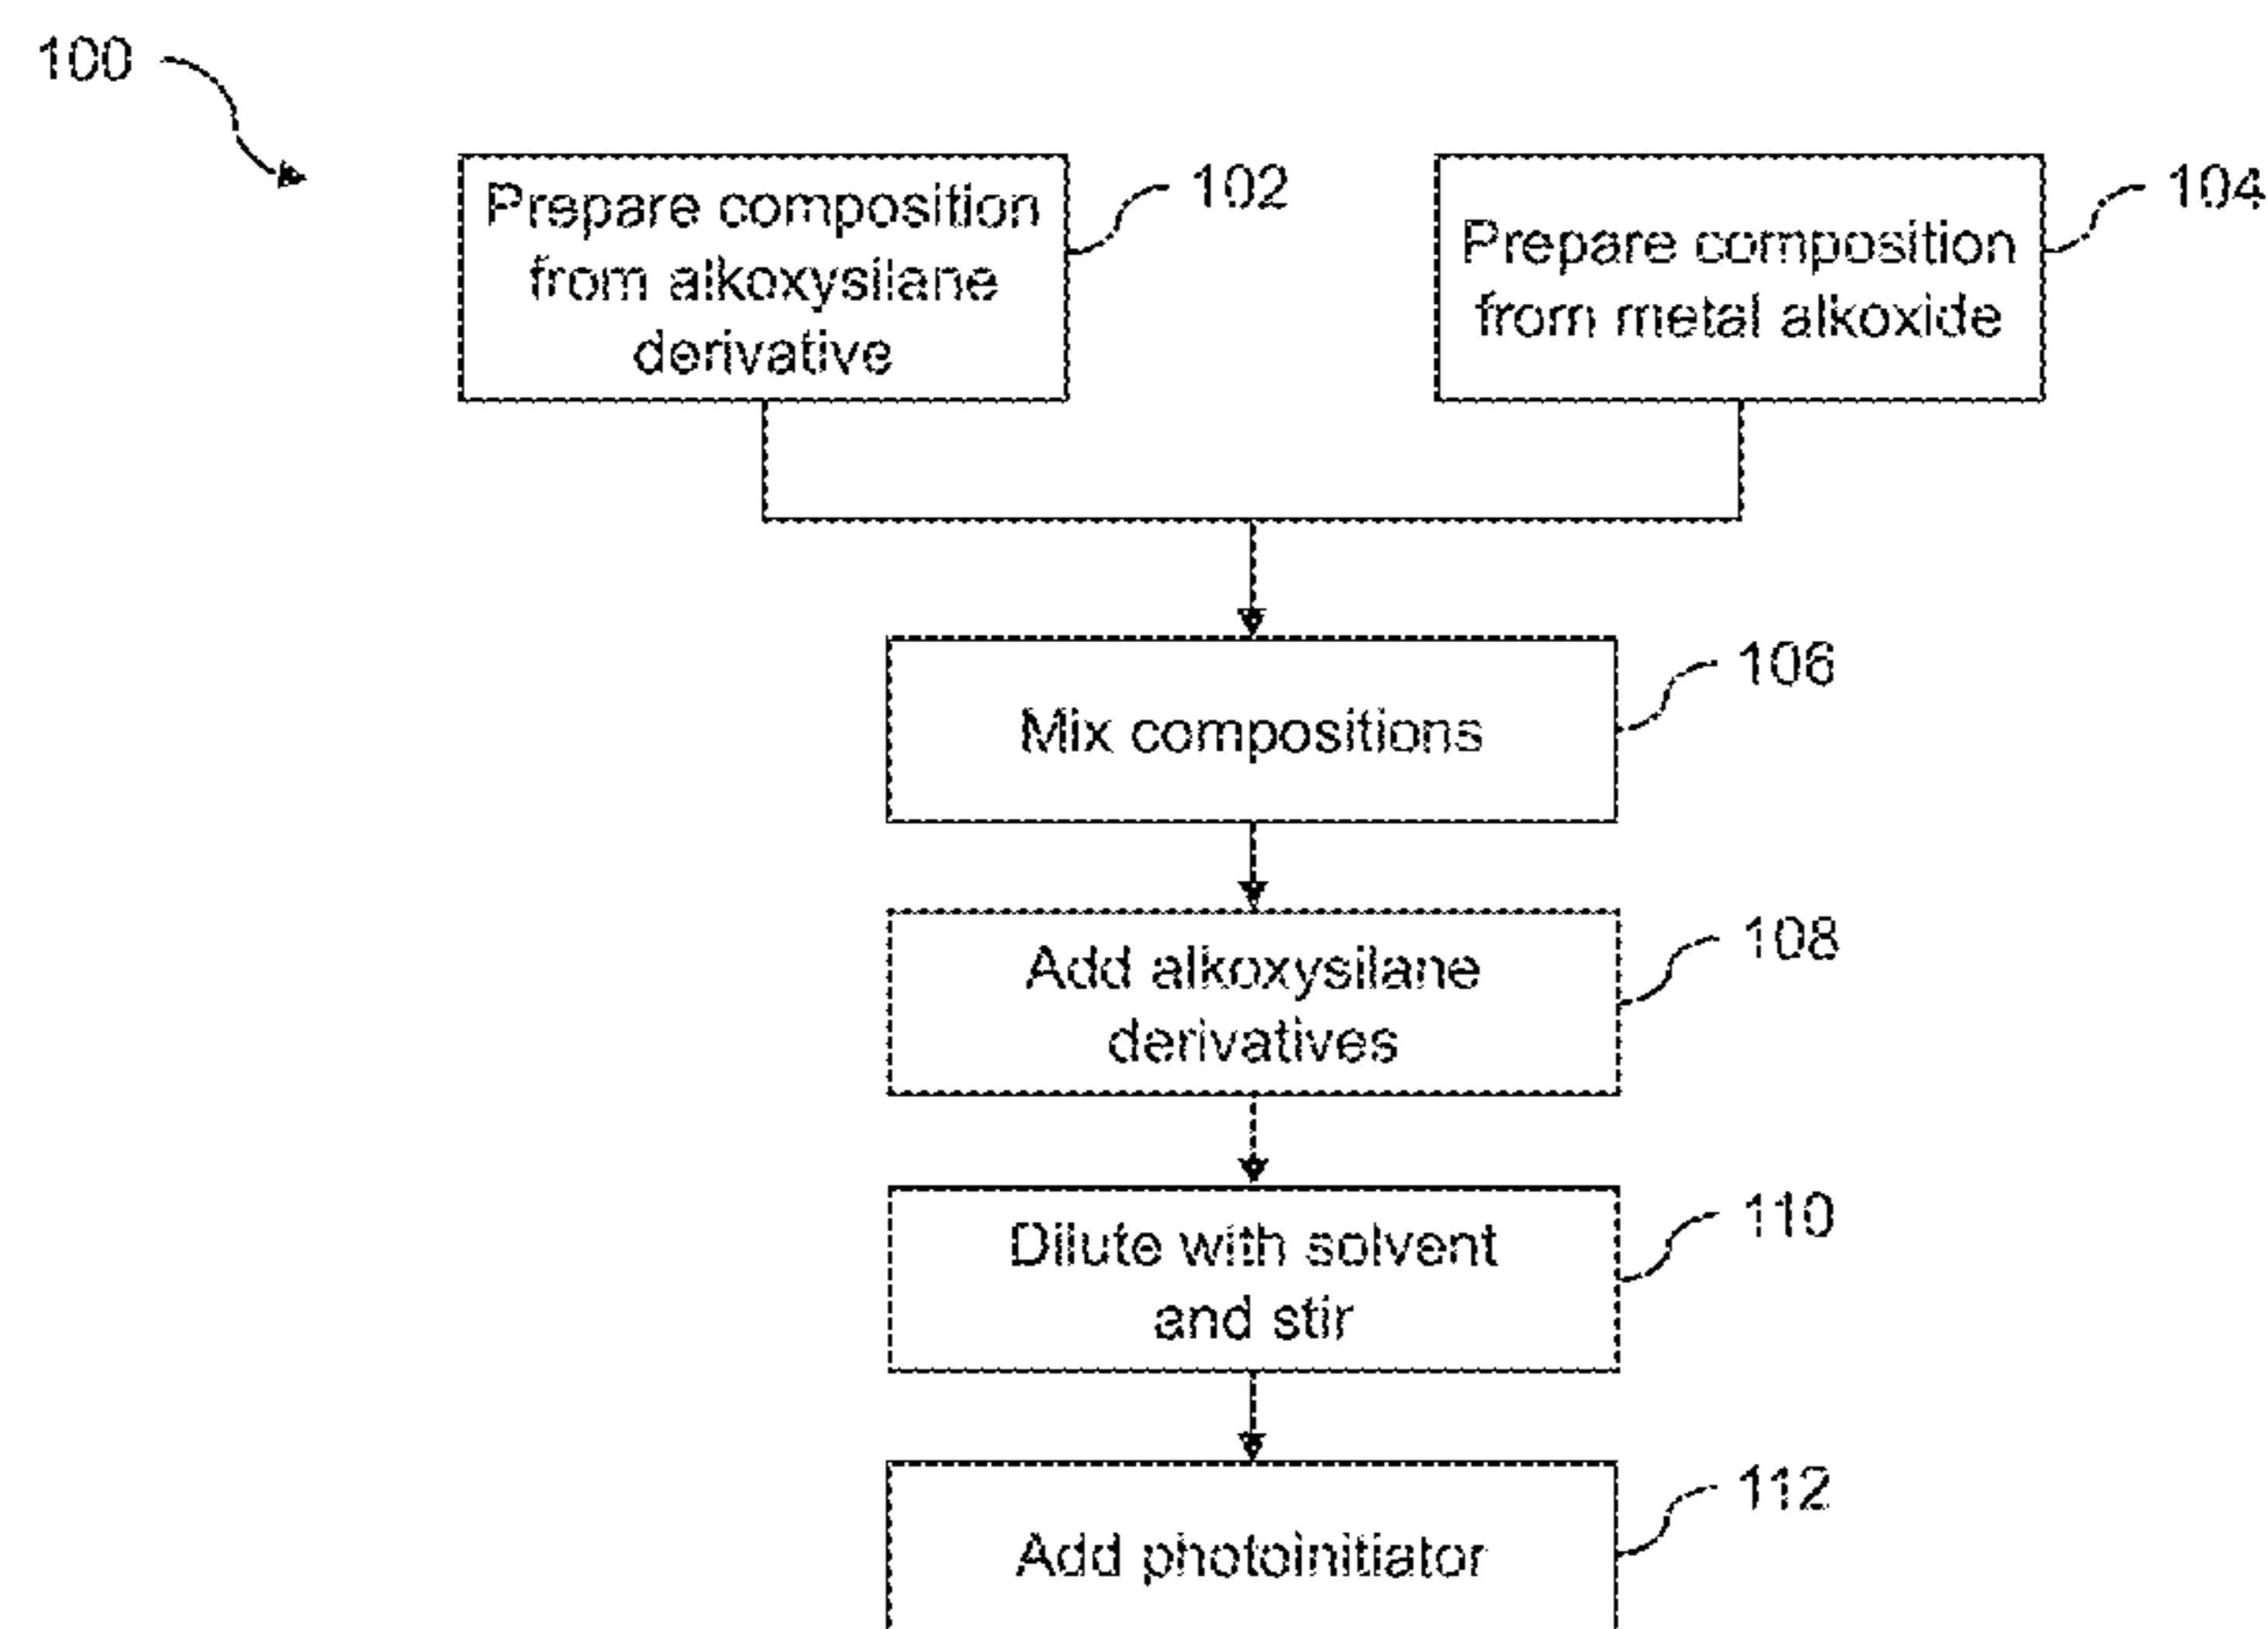 100
Prepare composition
from alkoxysilane
derivative
102
Prepare composition
from metal alkoxide
104
Mix compositions
106
Add alkoxysilane
derivatives
108
Dilute with solvent
and stir
110
Add photoinitiator
112